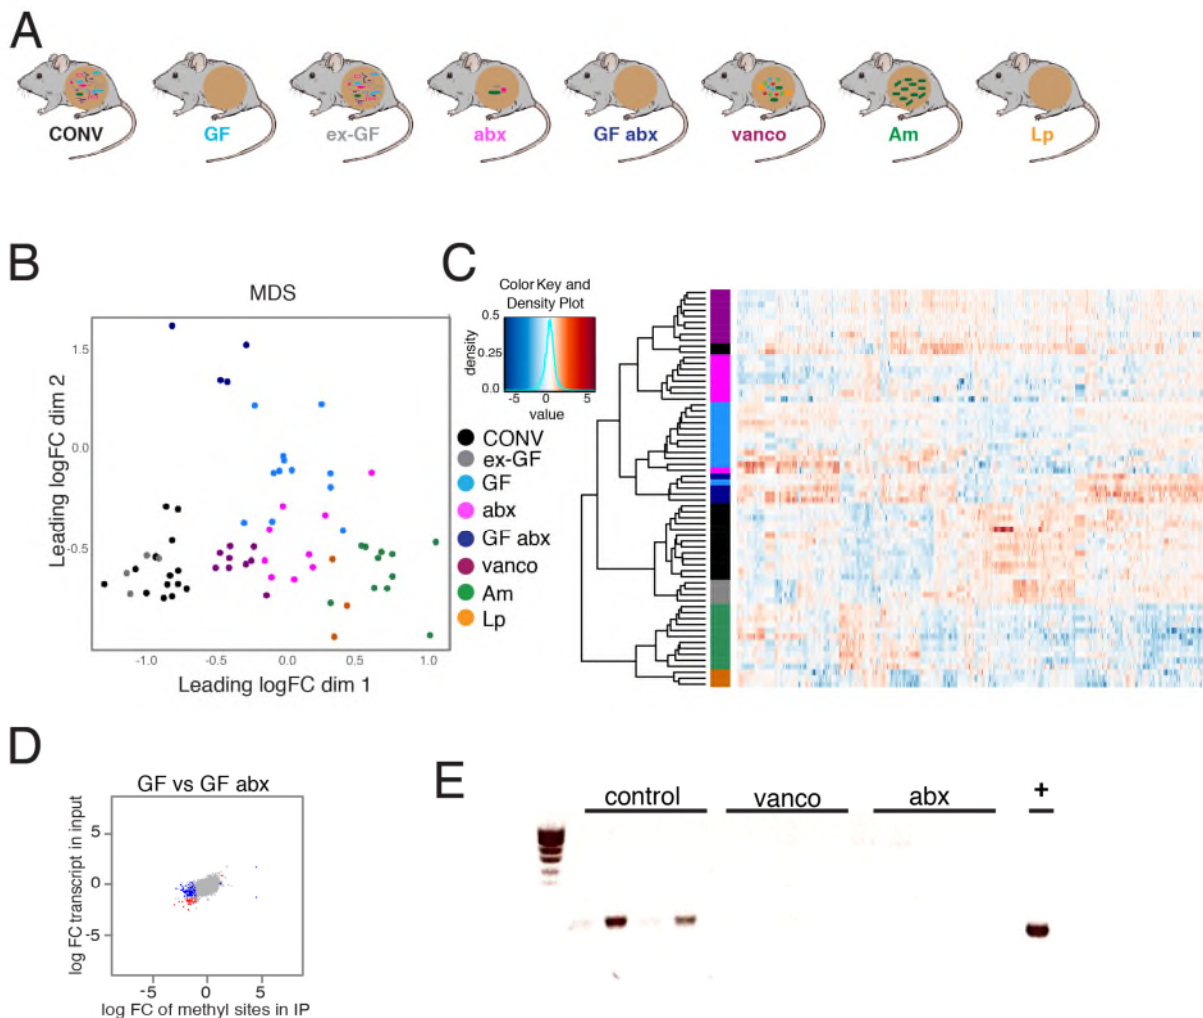 A
CONV GF ex-GF abx GF abx vanco Am Lp
B
MDS
1.5
0.0
-0.5
-1.0 -0.5 0.0 0.5 1.0
Leading logFC dim 1
Leading logFC dim 2
CONV
ex-GF
GF
abx
GF abx
vanco
Am
Lp
C
Color Key and
Density Plot
0.5
0.25
0.0
density
-5 0 5
value
D
GF vs GF abx
5
0
-5
log FC transcript in input
-5 0 5
log FC of methyl sites in IP
E
control vanco abx +